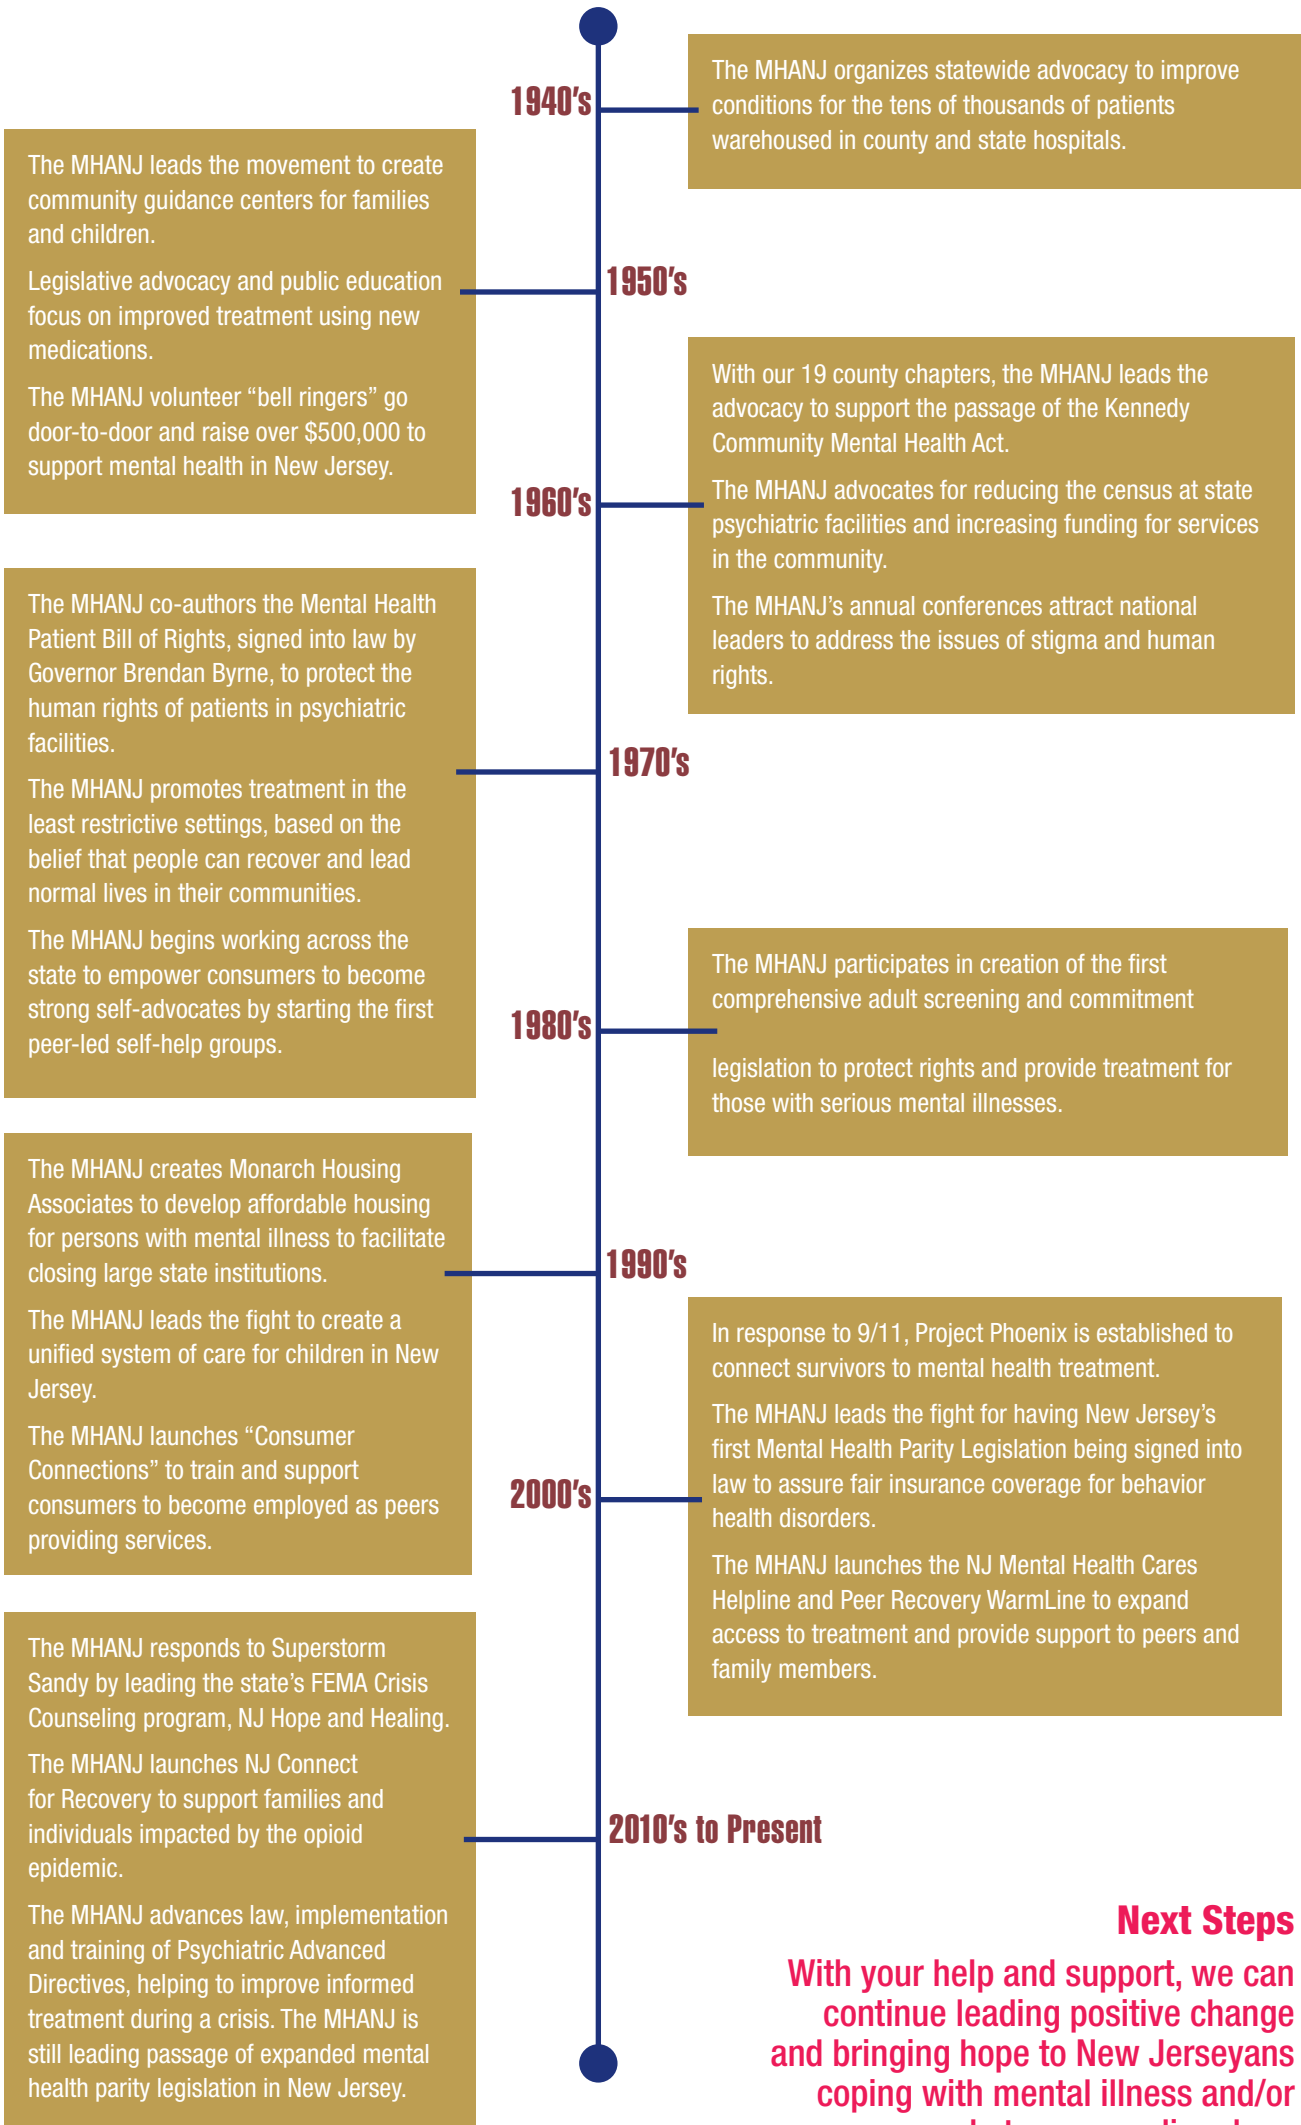 1940's
The MHANJ organizes statewide advocacy to improve
conditions for the tens of thousands of patients
warehoused in county and state hospitals.
The MHANJ leads the movement to create
community guidance centers for families
and children.
Legislative advocacy and public education
focus on improved treatment using new
medications.
The MHANJ volunteer “bell ringers” go
door-to-door and raise over $500,000 to
support mental health in New Jersey.
1950's
1960's
With our 19 county chapters, the MHANJ leads the
advocacy to support the passage of the Kennedy
Community Mental Health Act.
The MHANJ advocates for reducing the census at state
psychiatric facilities and increasing funding for services
in the community.
The MHANJ’s annual conferences attract national
leaders to address the issues of stigma and human
rights.
The MHANJ co-authors the Mental Health
Patient Bill of Rights, signed into law by
Governor Brendan Byrne, to protect the
human rights of patients in psychiatric
facilities.
The MHANJ promotes treatment in the
least restrictive settings, based on the
belief that people can recover and lead
normal lives in their communities.
The MHANJ begins working across the
state to empower consumers to become
strong self-advocates by starting the first
peer-led self-help groups.
1970's
1980's
The MHANJ participates in creation of the first
comprehensive adult screening and commitment
legislation to protect rights and provide treatment for
those with serious mental illnesses.
The MHANJ creates Monarch Housing
Associates to develop affordable housing
for persons with mental illness to facilitate
closing large state institutions.
The MHANJ leads the fight to create a
unified system of care for children in New
Jersey.
The MHANJ launches “Consumer
Connections” to train and support
consumers to become employed as peers
providing services.
1990's
2000's
In response to 9/11, Project Phoenix is established to
connect survivors to mental health treatment.
The MHANJ leads the fight for having New Jersey’s
first Mental Health Parity Legislation being signed into
law to assure fair insurance coverage for behavior
health disorders.
The MHANJ launches the NJ Mental Health Cares
Helpline and Peer Recovery WarmLine to expand
access to treatment and provide support to peers and
family members.
The MHANJ responds to Superstorm
Sandy by leading the state’s FEMA Crisis
Counseling program, NJ Hope and Healing.
The MHANJ launches NJ Connect
for Recovery to support families and
individuals impacted by the opioid
epidemic.
The MHANJ advances law, implementation
and training of Psychiatric Advanced
Directives, helping to improve informed
treatment during a crisis. The MHANJ is
still leading passage of expanded mental
health parity legislation in New Jersey.
2010's to Present
Next Steps
With your help and support, we can
continue leading positive change
and bringing hope to New Jerseyans
coping with mental illness and/or